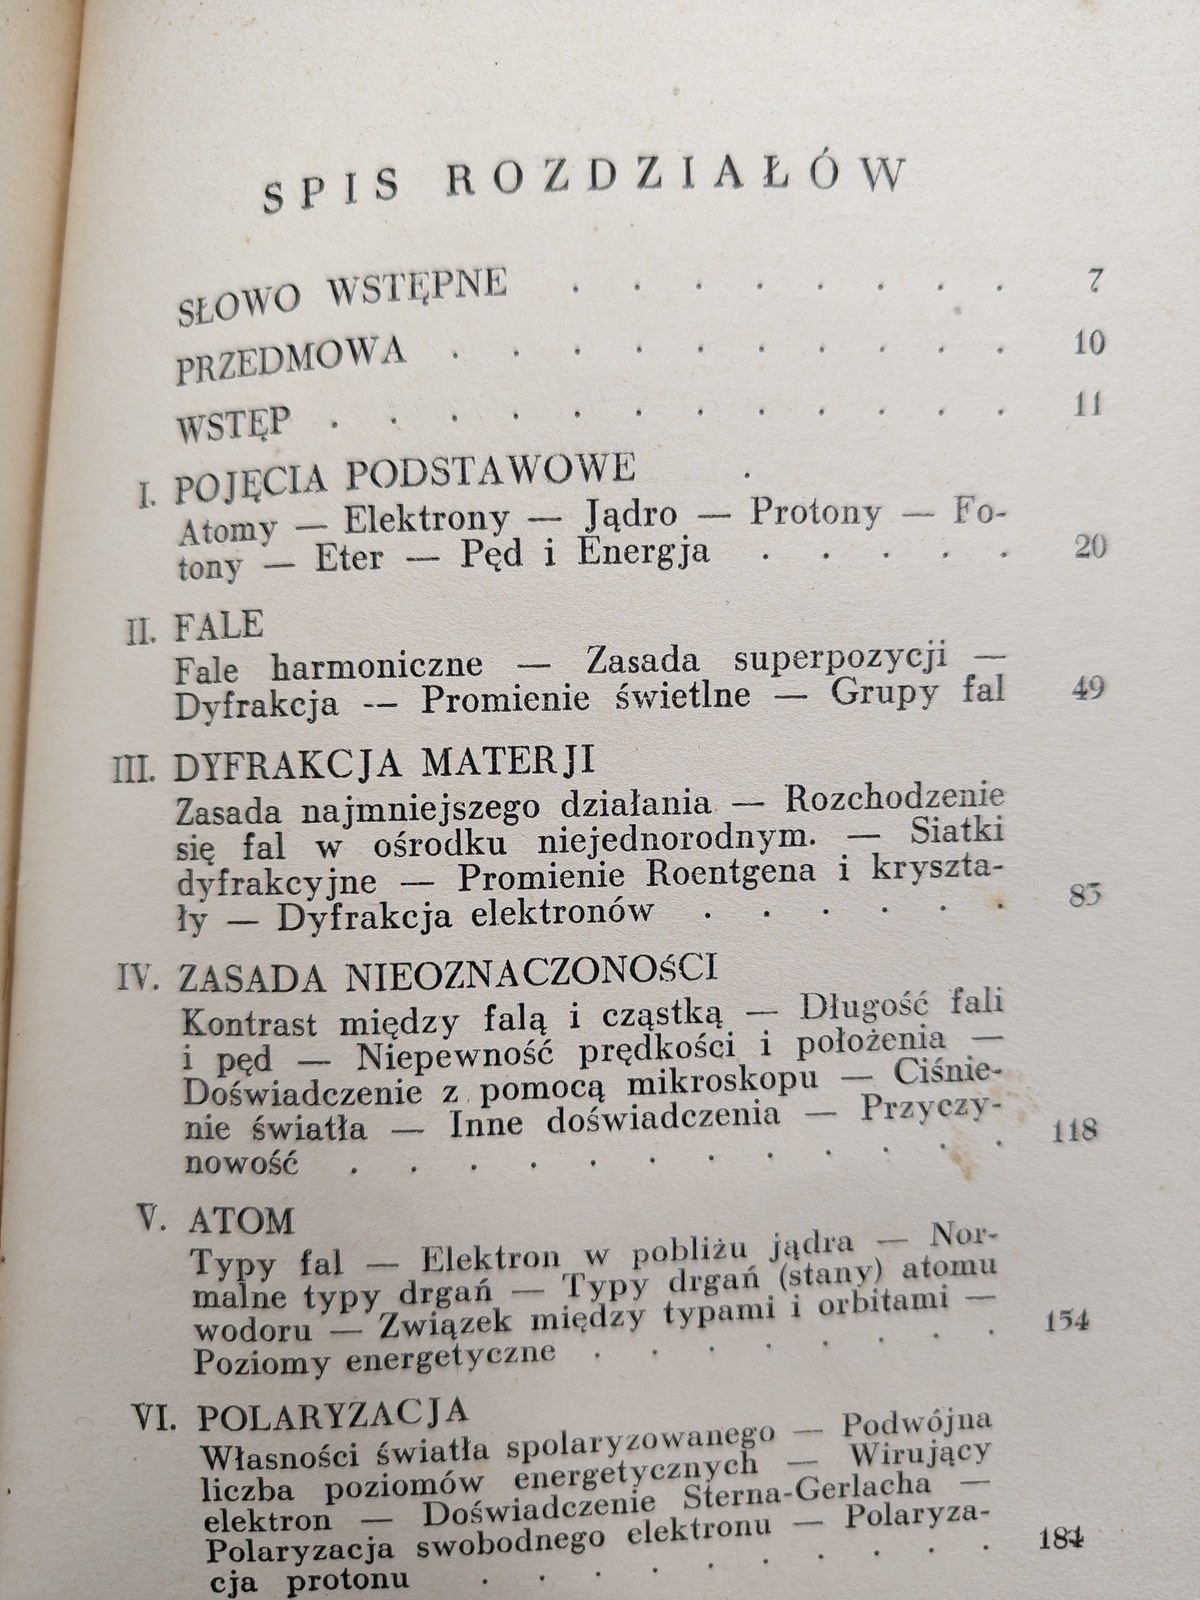 SPIS ROZDZIAŁÓW
SŁOWO WSTĘPNE . . . . . . . . 7
PRZEDMOWA . . . . . . . . . . 10
WSTĘP . . . . . . . . . . . . 11
I. POJĘCIA PODSTAWOWE
Atomy — Elektrony — Jądro — Protony — Fo-
tony — Eter — Pęd i Energja . . . . . 20
II. FALE
Fale harmoniczne — Zasada superpozycji —
Dyfrakcja -- Promienie świetlne — Grupy fal 49
III. DYFRAKCJA MATERJI
Zasada najmniejszego działania — Rozchodzenie
się fal w ośrodku niejednorodnym. — Siatki
dyfrakcyjne — Promienie Roentgena i kryszta-
ły — Dyfrakcja elektronów . . . . . . 83
IV. ZASADA NIEOZNACZONOŚCI
Kontrast między falą i cząstką — Długość fali
i pęd — Niepewność prędkości i położenia —
Doświadczenie z pomocą mikroskopu — Ciśnie-
nie światła — Inne doświadczenia — Przyczy-
nowość . . . . . . . . . . . . 118
V. ATOM
Typy fal — Elektron w pobliżu jądra — Nor-
malne typy drgań — Typy drgań (stany) atomu
wodoru — Związek między typami i orbitami —
Poziomy energetyczne . . . . . . . . 154
VI. POLARYZACJA
Własności światła spolaryzowanego — Podwójna
liczba poziomów energetycznych — Wirujący
elektron — Doświadczenie Sterna-Gerlacha —
Polaryzacja swobodnego elektronu — Polaryza-
cja protonu . . . . . . . . . . 184